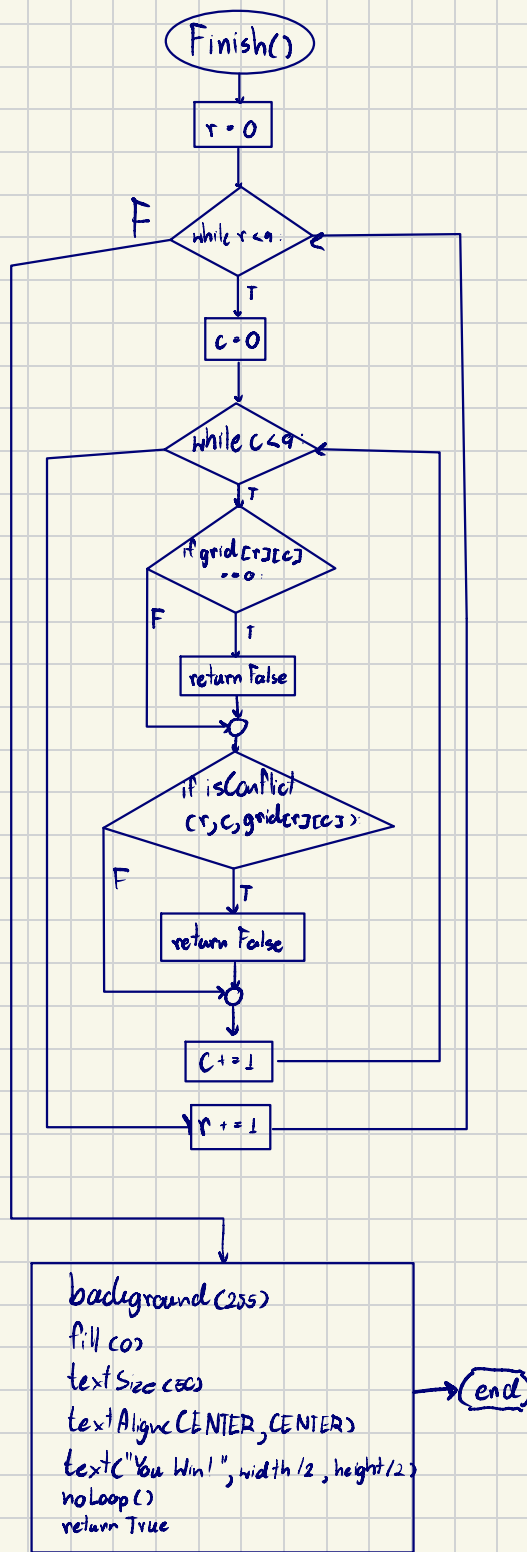 Finish()
r = 0
F
while r < 9:
T
c = 0
while c < 9:
T
if grid[r][c]
== 0:
F
T
return False
if isConflict
(r, c, grid[r][c]):
F
T
return False
c += 1
r += 1
background(255)
fill(0)
textSize(50)
textAlign(CENTER, CENTER)
text("You Win!", width/2, height/2)
noLoop()
return True
end